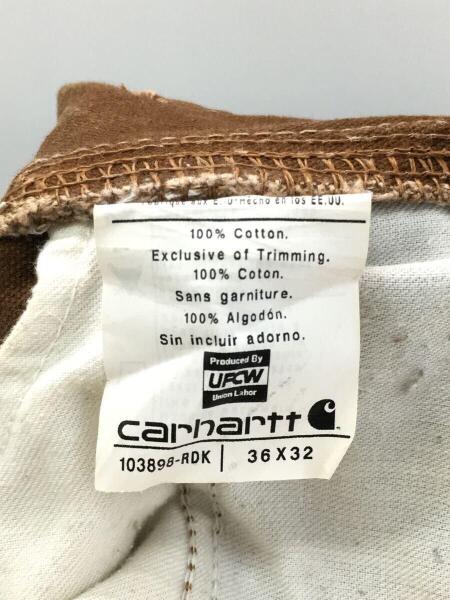 aux E. Hecho en los EE.UU.
100% Cotton.
Exclusive of Trimming.
100% Coton.
Sans garniture.
100% Algodón.
Sin incluir adorno.
Produced By
UFCW
Union Labor
carhartt
103898-RDK | 36 X 32